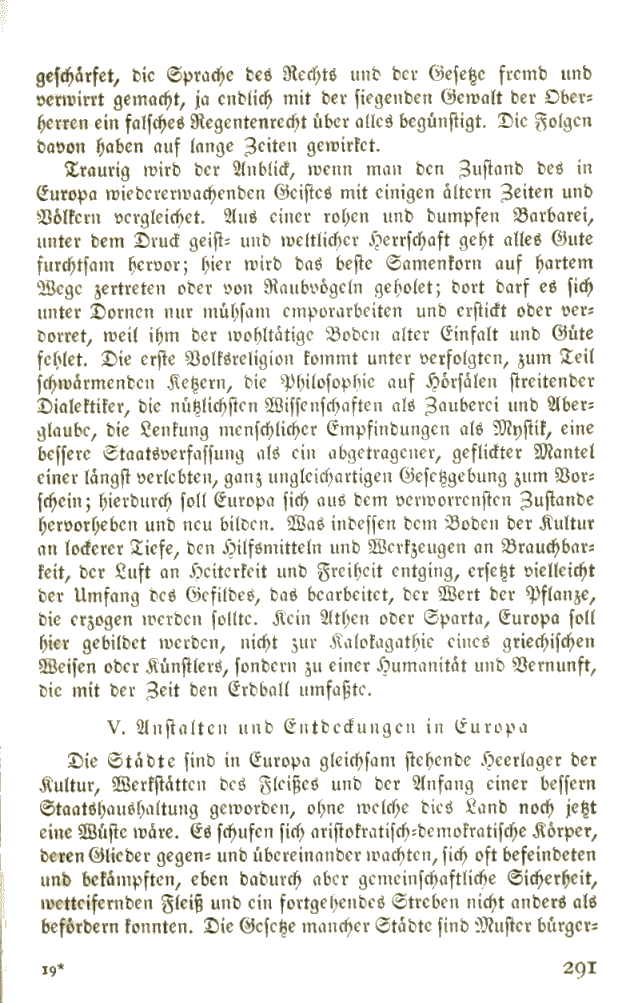 geschärfet, die Sprache des Rechts und der Gesetze fremd und
verwirrt gemacht, ja endlich mit der siegenden Gewalt der Ober-
herren ein falsches Regentenrecht über alles begünstigt. Die Folgen
davon haben auf lange Zeiten gewirket.
Traurig wird der Anblick, wenn man den Zustand des in
Europa wiedererwachenden Geistes mit einigen ältern Zeiten und
Völkern vergleichet. Aus einer rohen und dumpfen Barbarei,
unter dem Druck geist- und weltlicher Herrschaft geht alles Gute
furchtsam hervor; hier wird das beste Samenkorn auf hartem
Wege zertreten oder von Raubvögeln geholet; dort darf es sich
unter Dornen nur mühsam emporarbeiten und erstickt oder ver-
dorret, weil ihm der wohltätige Boden alter Einfalt und Güte
fehlet. Die erste Volksreligion kommt unter verfolgten, zum Teil
schwärmenden Ketzern, die Philosophie auf Hörsälen streitender
Dialektiker, die nützlichsten Wissenschaften als Zauberei und Aber-
glaube, die Lenkung menschlicher Empfindungen als Mystik, eine
bessere Staatsverfassung als ein abgetragener, geflickter Mantel
einer längst verlebten, ganz ungleichartigen Gesetzgebung zum Vor-
schein; hierdurch soll Europa sich aus dem verworrensten Zustande
hervorheben und neu bilden. Was indessen dem Boden der Kultur
an lockerer Tiefe, den Hilfsmitteln und Werkzeugen an Brauchbar-
keit, der Luft an Heiterkeit und Freiheit entging, ersetzt vielleicht
der Umfang des Gefildes, das bearbeitet, der Wert der Pflanze,
die erzogen werden sollte. Kein Athen oder Sparta, Europa soll
hier gebildet werden, nicht zur Kalokagathie eines griechischen
Weisen oder Künstlers, sondern zu einer Humanität und Vernunft,
die mit der Zeit den Erdball umfaßte.
V. Anstalten und Entdeckungen in Europa
Die Städte sind in Europa gleichsam stehende Heerlager der
Kultur, Werkstätten des Fleißes und der Anfang einer bessern
Staatshaushaltung geworden, ohne welche dies Land noch jetzt
eine Wüste wäre. Es schufen sich aristokratisch-demokratische Körper,
deren Glieder gegen- und übereinander wachten, sich oft befeindeten
und bekämpften, eben dadurch aber gemeinschaftliche Sicherheit,
wetteifernden Fleiß und ein fortgehendes Streben nicht anders als
befördern konnten. Die Gesetze mancher Städte sind Muster bürger-
19*
291